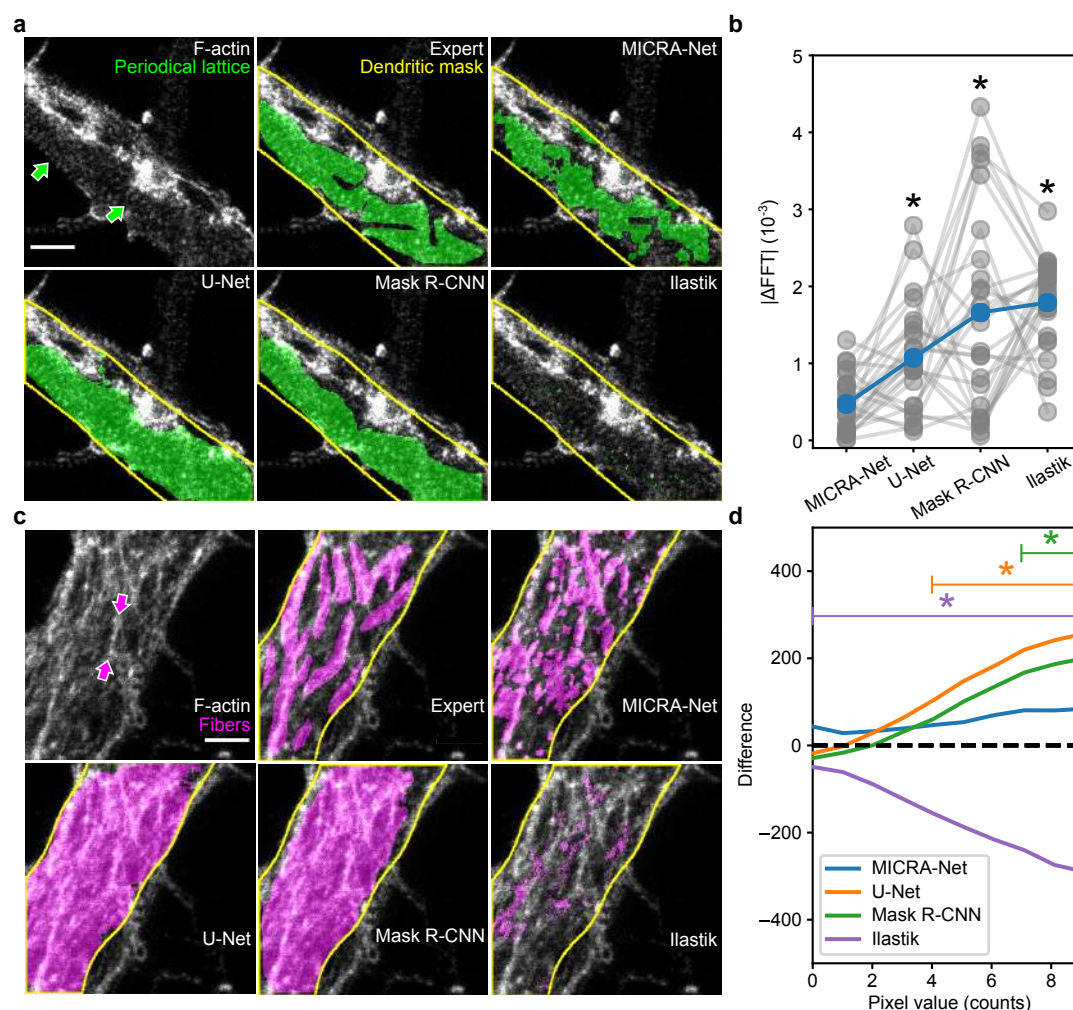 a
F-actin
Periodical lattice
Expert
Dendritic mask
MICRA-Net
U-Net
Mask R-CNN
Ilastik
b
|ΔFFT| (10⁻³)
5
4
3
2
1
0
*
*
*
MICRA-Net
U-Net
Mask R-CNN
Ilastik
c
F-actin
Fibers
Expert
MICRA-Net
U-Net
Mask R-CNN
Ilastik
d
Difference
400
200
0
−200
−400
*
*
*
MICRA-Net
U-Net
Mask R-CNN
Ilastik
0 2 4 6 8
Pixel value (counts)